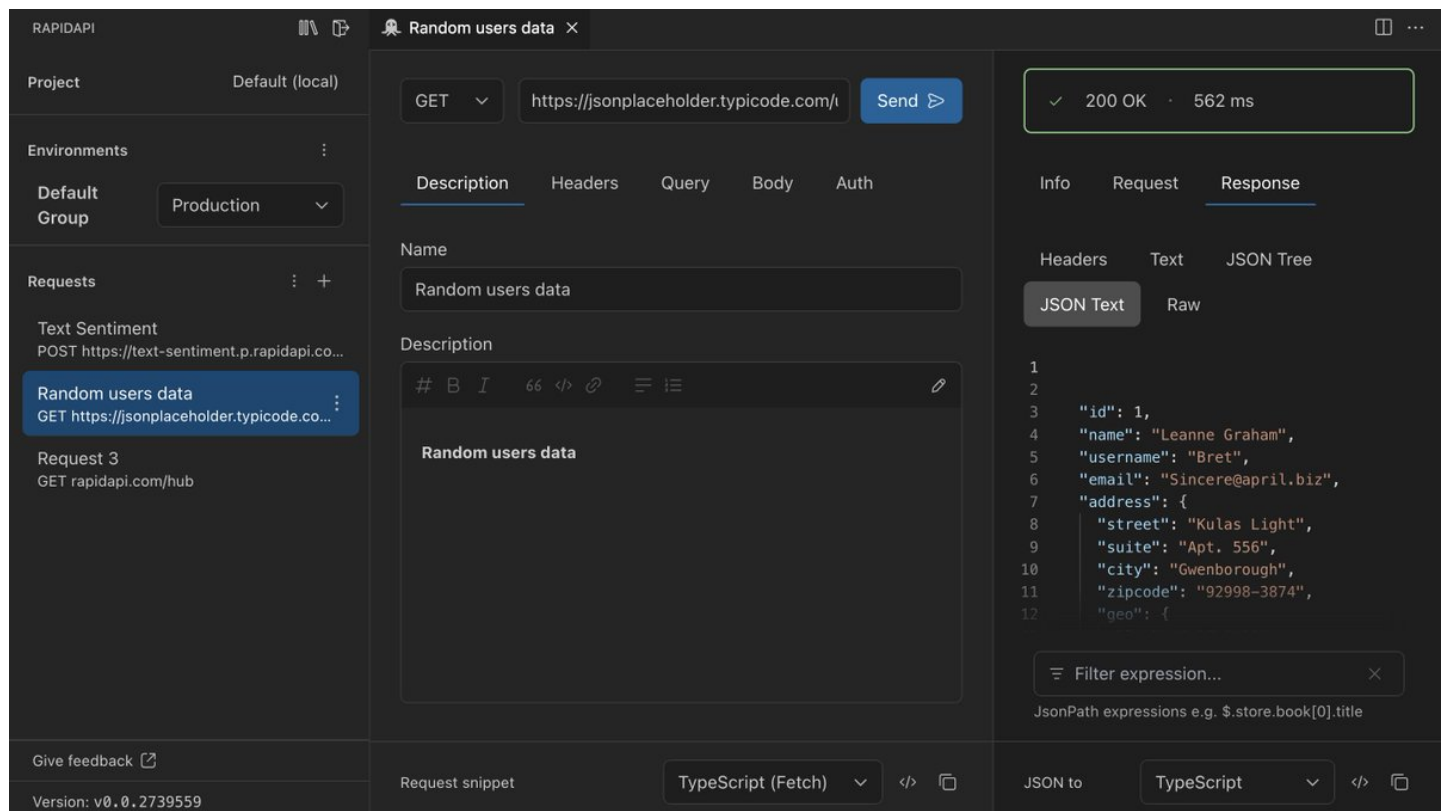 RAPIDAPI
Project Default (local)
Environments
Default Group Production
Requests
Text Sentiment
POST https://text-sentiment.p.rapidapi.co...
Random users data
GET https://jsonplaceholder.typicode.co...
Request 3
GET rapidapi.com/hub
Give feedback
Version: v0.0.2739559
Random users data
GET https://jsonplaceholder.typicode.com/ Send
Description Headers Query Body Auth
Name
Random users data
Description
Random users data
Request snippet TypeScript (Fetch)
200 OK · 562 ms
Info Request Response
Headers Text JSON Tree
JSON Text Raw
1
2
3 "id": 1,
4 "name": "Leanne Graham",
5 "username": "Bret",
6 "email": "Sincere@april.biz",
7 "address": {
8 "street": "Kulas Light",
9 "suite": "Apt. 556",
10 "city": "Gwenborough",
11 "zipcode": "92998-3874",
12 "geo": {
Filter expression...
JsonPath expressions e.g. $.store.book[0].title
JSON to TypeScript